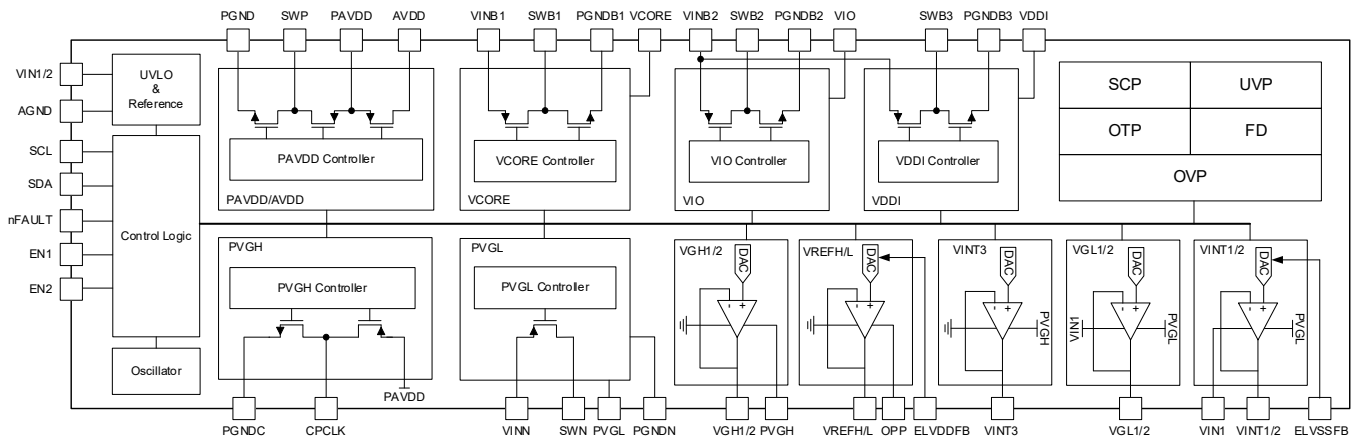 PGND SWP PAVDD AVDD VINB1 SWB1 PGNDB1 VCORE VINB2 SWB2 PGNDB2 VIO SWB3 PGNDB3 VDDI
VIN1/2
AGND
SCL
SDA
nFAULT
EN1
EN2
UVLO
&
Reference
Control Logic
Oscillator
PAVDD Controller
PAVDD/AVDD
VCORE Controller
VCORE
VIO Controller
VIO
VDDI Controller
VDDI
SCP UVP
OTP FD
OVP
PVGH
PVGH Controller
PAVDD
PVGL
PVGL Controller
VGH1/2
DAC
- +
VREFH/L
DAC
- +
VINT3
DAC
- +
PVGH
VGL1/2
DAC
- +
VIN1
PVGL
VINT1/2
DAC
- +
PVGL
PGNDC CPCLK VINN SWN PVGL PGNDN VGH1/2 PVGH VREFH/L OPP ELVDDFB VINT3 VGL1/2 VIN1 VINT1/2 ELVSSFB